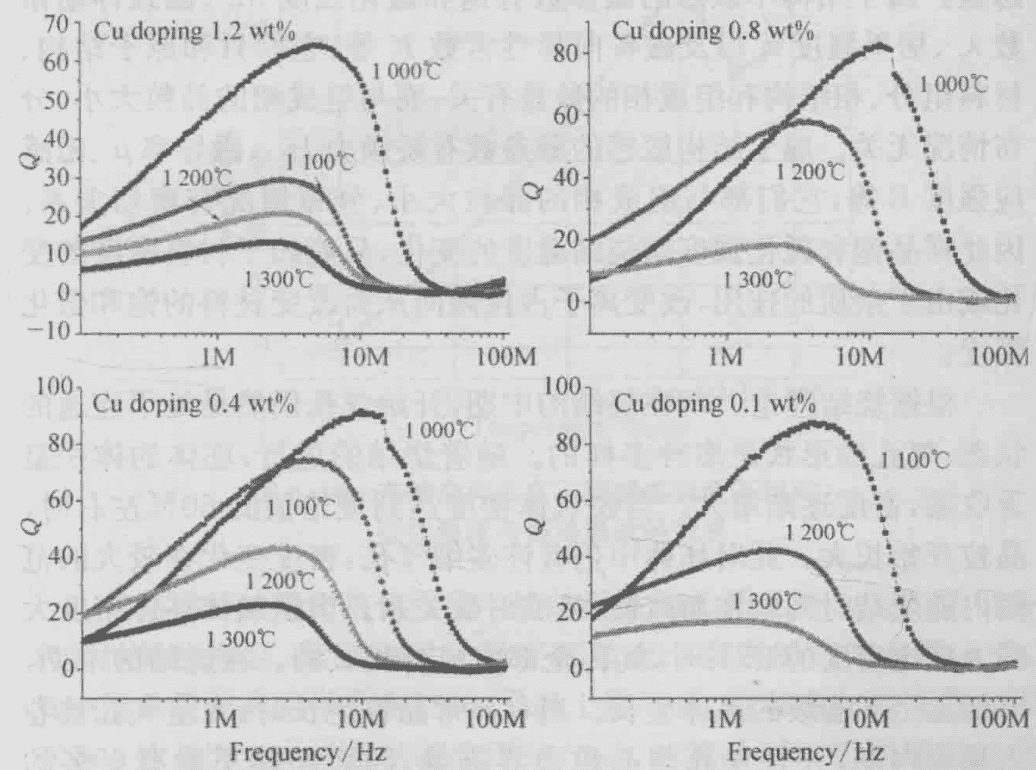 Cu doping 1.2 wt%
70
60
50
40
30
20
10
0
−10
Q
1 000℃
1 100℃
1 200℃
1 300℃
1M
10M
100M
Cu doping 0.8 wt%
80
60
40
20
0
Q
1 000℃
1 200℃
1 300℃
1M
10M
100M
Cu doping 0.4 wt%
100
80
60
40
20
0
Q
1 000℃
1 100℃
1 200℃
1 300℃
1M
10M
100M
Frequency/Hz
Cu doping 0.1 wt%
100
80
60
40
20
0
Q
1 100℃
1 200℃
1 300℃
1M
10M
100M
Frequency/Hz